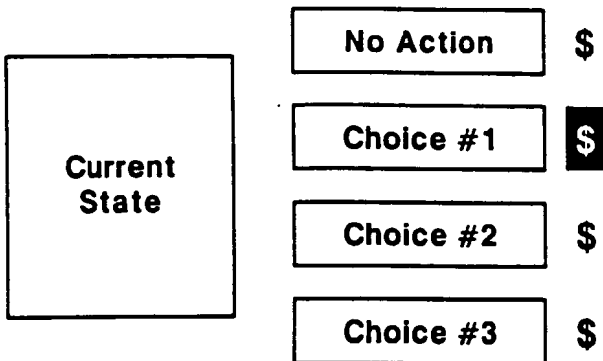 No Action $
Choice #1 $
Current
State
Choice #2 $
Choice #3 $